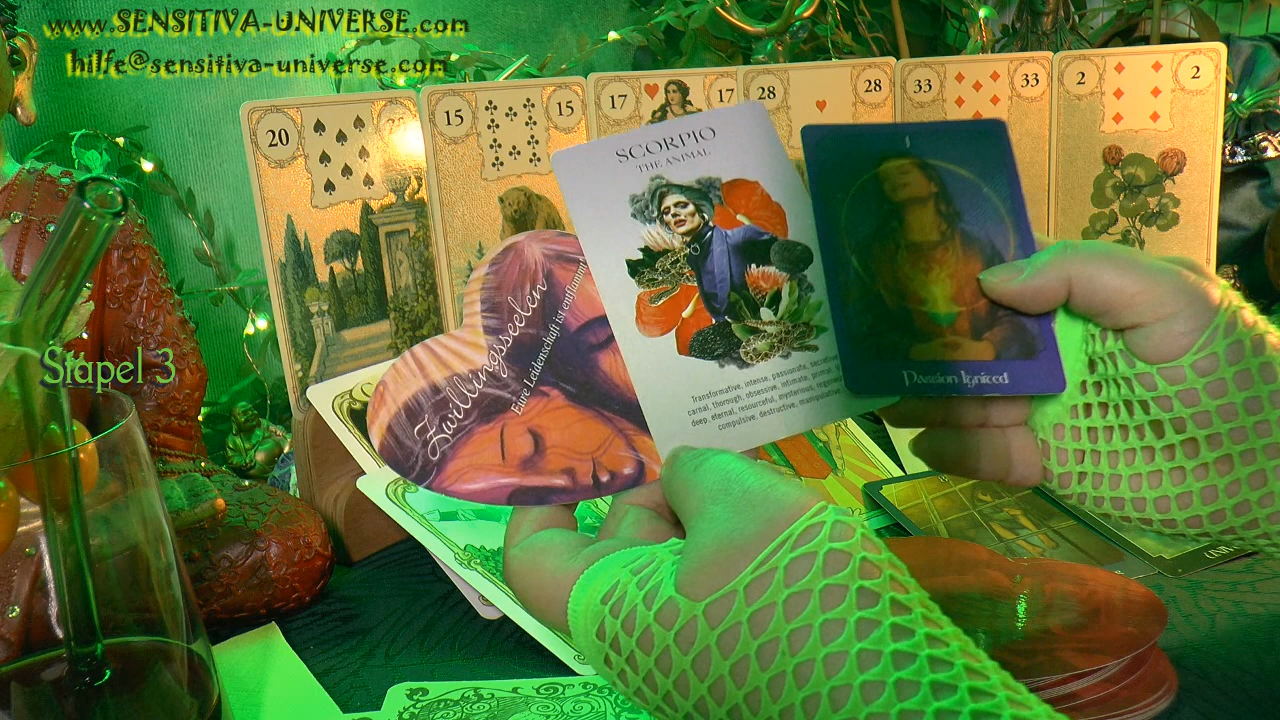 www.SENSITIVA-UNIVERSE.com
hilfe@sensitiva-universe.com
20
15 15
17 17
28 28
33 33
2 2
SCORPIO
THE ANIMAL
Zwillingsseelen
Eure Leidenschaft ist entflammt!
Transformative, intense, passionate, secretive,
carnal, thorough, obsessive, intimate, primal,
deep, eternal, resourceful, mysterious,
compulsive, destructive, manipulative
Passion Ignited
Stapel 3